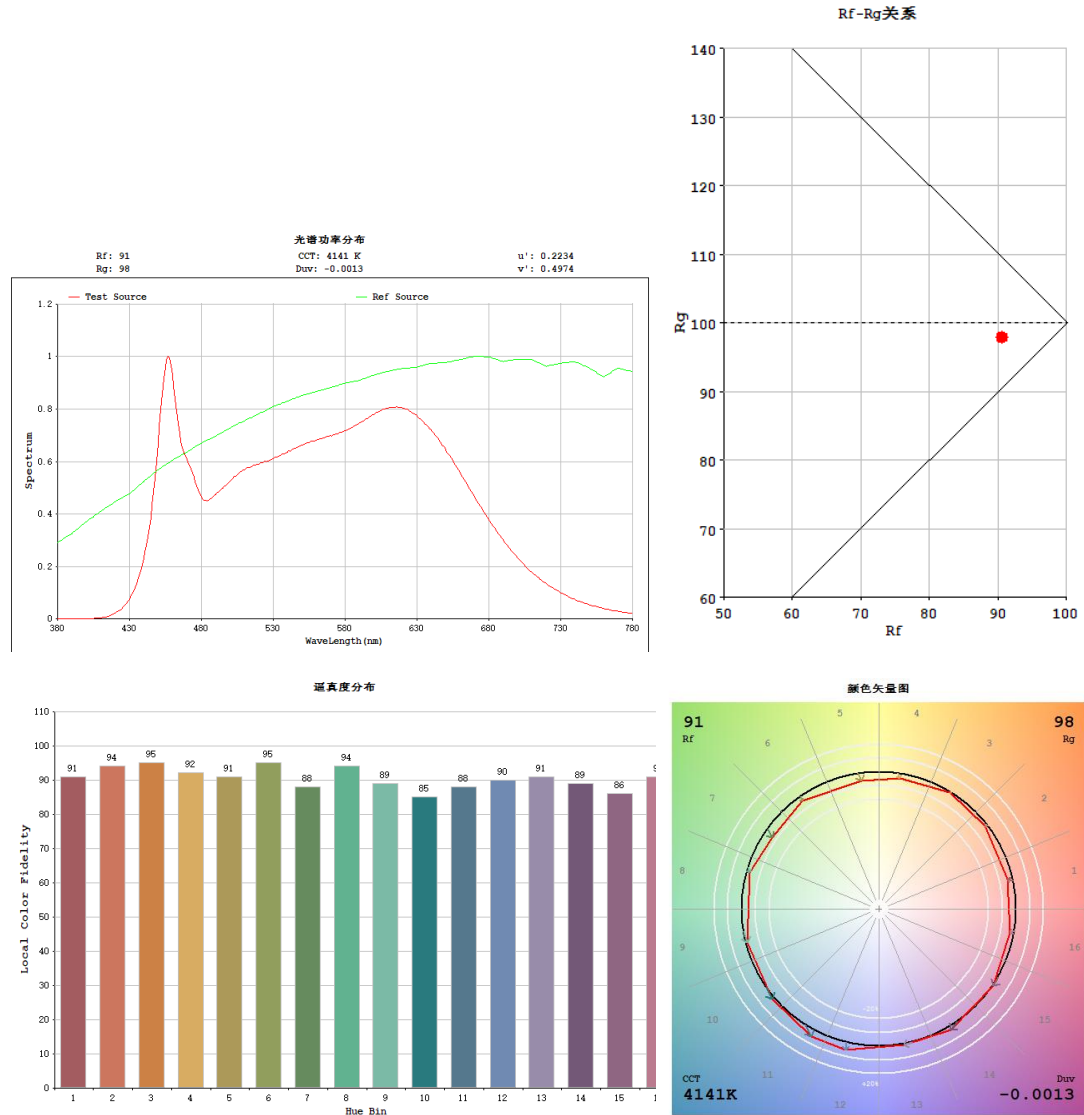 Rf-Rg关系
140
130
120
110
Rg
100
90
80
70
60
50 60 70 80 90 100
Rf
光谱功率分布
Rf: 91 CCT: 4141 K u': 0.2234
Rg: 98 Duv: -0.0013 v': 0.4974
Test Source Ref Source
1.2
1
0.8
Spectrum
0.6
0.4
0.2
0
380 430 480 530 580 630 680 730 780
WaveLength(nm)
逼真度分布
110
100
90
80
70
60
50
40
30
20
10
0
Local Color Fidelity
91 94 95 92 91 95 88 94 89 85 88 90 91 89 86 9
1 2 3 4 5 6 7 8 9 10 11 12 13 14 15 1
Hue Bin
颜色矢量图
91 98
Rf Rg
5 4
6 3
7 2
8 1
9 16
10 15
11 14
12 13
-20%
+20%
CCT Duv
4141K -0.0013